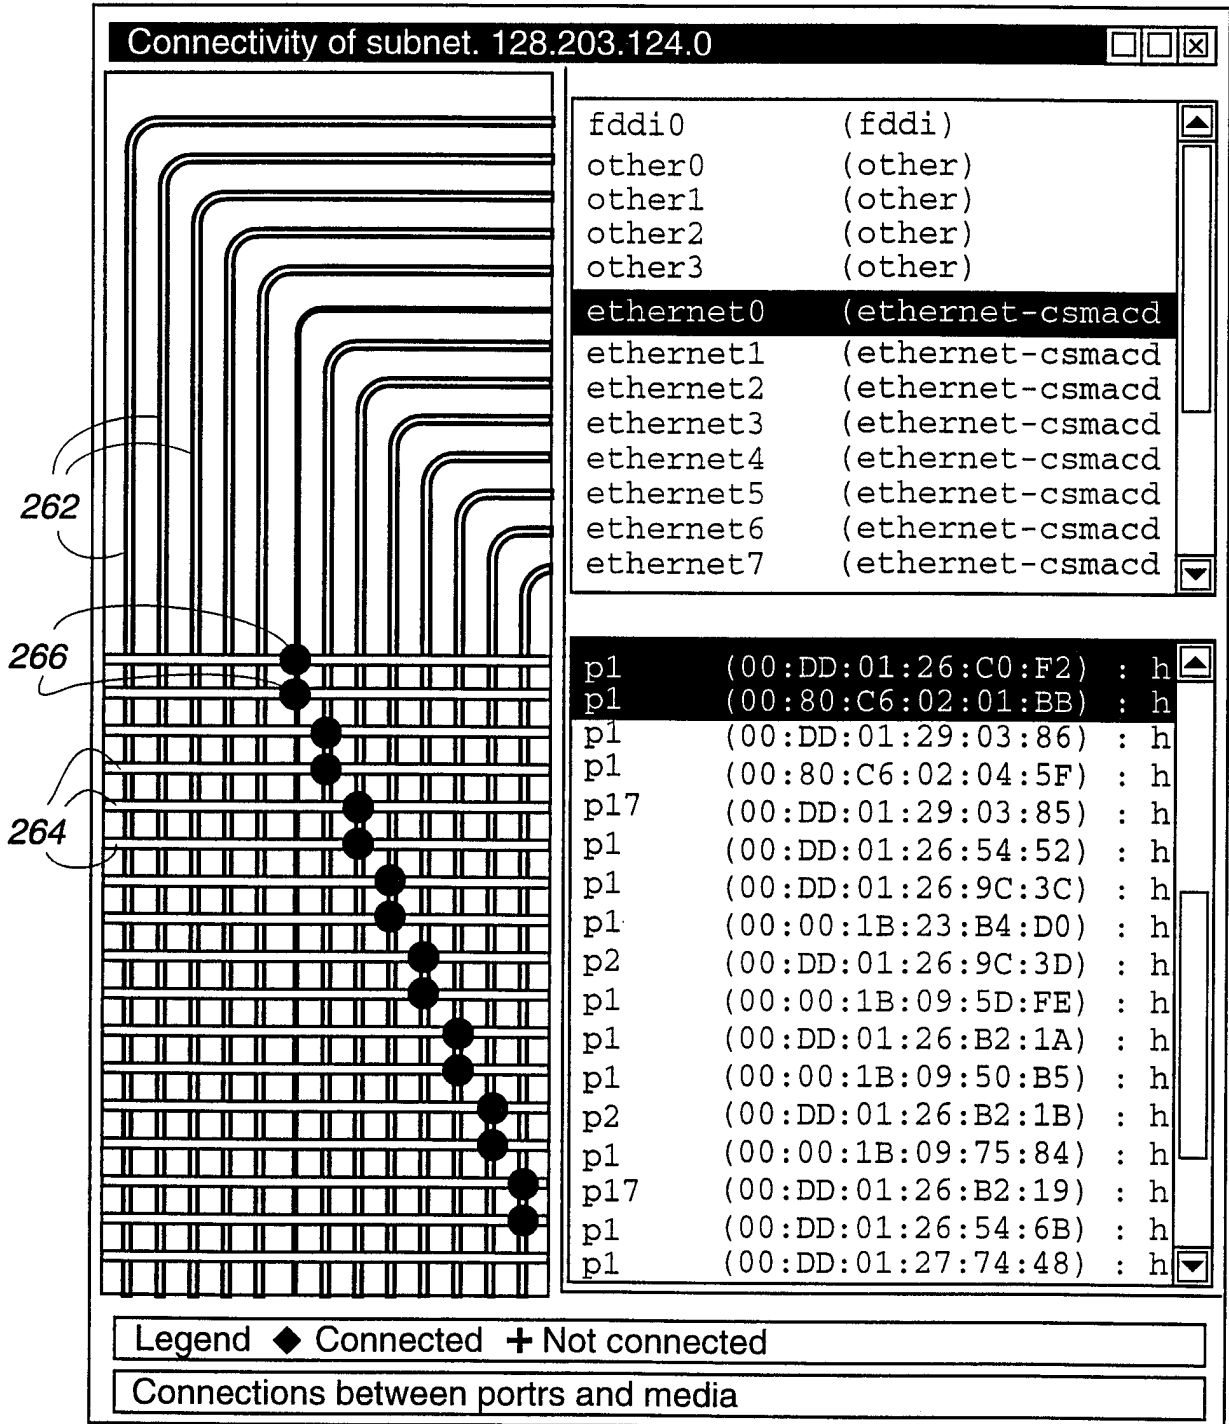 Connectivity of subnet. 128.203.124.0
fddi0 (fddi)
other0 (other)
other1 (other)
other2 (other)
other3 (other)
ethernet0 (ethernet-csmacd
ethernet1 (ethernet-csmacd
ethernet2 (ethernet-csmacd
ethernet3 (ethernet-csmacd
ethernet4 (ethernet-csmacd
ethernet5 (ethernet-csmacd
ethernet6 (ethernet-csmacd
ethernet7 (ethernet-csmacd
262
266
264
p1 (00:DD:01:26:C0:F2) : h
p1 (00:80:C6:02:01:BB) : h
p1 (00:DD:01:29:03:86) : h
p1 (00:80:C6:02:04:5F) : h
p17 (00:DD:01:29:03:85) : h
p1 (00:DD:01:26:54:52) : h
p1 (00:DD:01:26:9C:3C) : h
p1 (00:00:1B:23:B4:D0) : h
p2 (00:DD:01:26:9C:3D) : h
p1 (00:00:1B:09:5D:FE) : h
p1 (00:DD:01:26:B2:1A) : h
p1 (00:00:1B:09:50:B5) : h
p2 (00:DD:01:26:B2:1B) : h
p1 (00:00:1B:09:75:84) : h
p17 (00:DD:01:26:B2:19) : h
p1 (00:DD:01:26:54:6B) : h
p1 (00:DD:01:27:74:48) : h
Legend ◆ Connected + Not connected
Connections between portrs and media